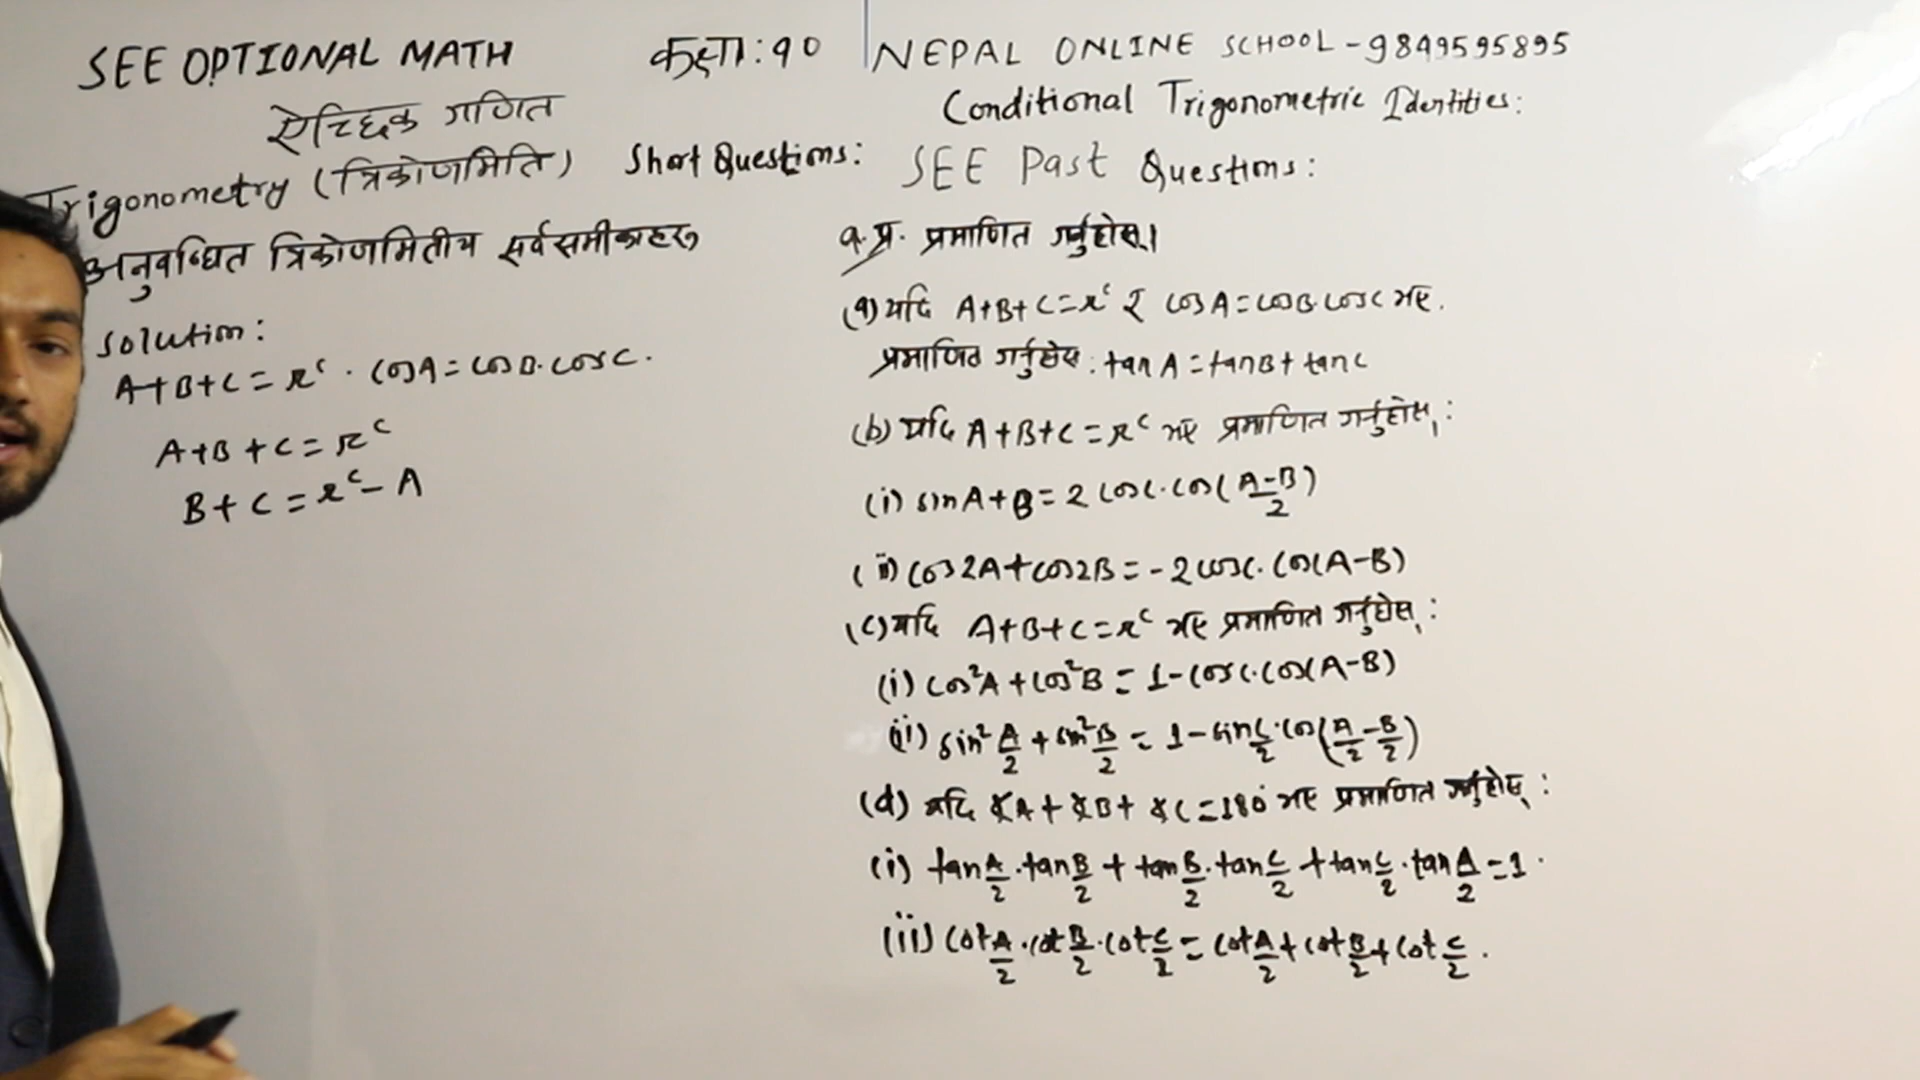 SEE OPTIONAL MATH कक्षा: १०
ऐच्छिक गणित
Trigonometry (त्रिकोणमिति) Short Questions:
अनुबन्धित त्रिकोणमितीय सर्वसमीकाहरु
Solution:
A+B+C = π^c . cosA = cosB.cosC.
A+B+C = π^c
B+C = π^c - A
NEPAL ONLINE SCHOOL - 9849595895
Conditional Trigonometric Identities:
SEE Past Questions:
१. प्र. प्रमाणित गर्नुहोस्।
(a) यदि A+B+C = π^c र cosA = cosB.cosC भए.
प्रमाणित गर्नुहोस्: tanA = tanB + tanC
(b) यदि A+B+C = π^c भए प्रमाणित गर्नुहोस्:
(i) sinA+B = 2cosC.cos(A-B/2)
(ii) cos2A + cos2B = -2cosC.cos(A-B)
(c) यदि A+B+C = π^c भए प्रमाणित गर्नुहोस्:
(i) cos²A + cos²B = 1-cosC.cos(A-B)
(ii) sin²A/2 + sin²B/2 = 1-sinC/2.cos(A/2-B/2)
(d) यदि ∡A + ∡B + ∡C = 180° भए प्रमाणित गर्नुहोस्:
(i) tanA/2.tanB/2 + tanB/2.tanC/2 + tanC/2.tanA/2 = 1.
(ii) cotA/2.cotB/2.cotC/2 = cotA/2 + cotB/2 + cotC/2.